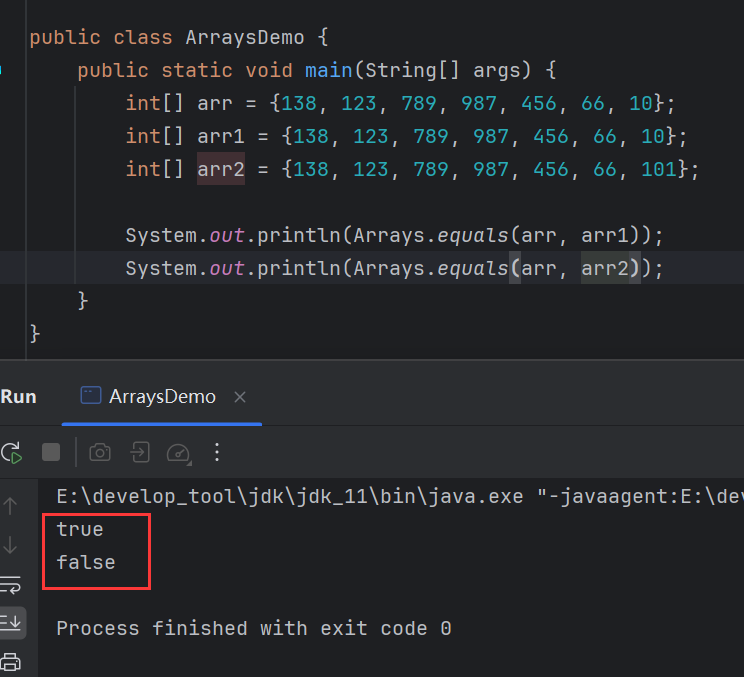 public class ArraysDemo {
public static void main(String[] args) {
int[] arr = {138, 123, 789, 987, 456, 66, 10};
int[] arr1 = {138, 123, 789, 987, 456, 66, 10};
int[] arr2 = {138, 123, 789, 987, 456, 66, 101};
System.out.println(Arrays.equals(arr, arr1));
System.out.println(Arrays.equals(arr, arr2));
}
}
Run ArraysDemo ×
E:\develop_tool\jdk\jdk_11\bin\java.exe "-javaagent:E:\dev
true
false
Process finished with exit code 0